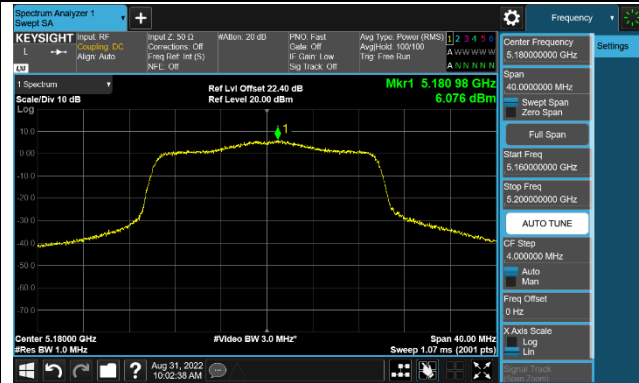 Spectrum Analyzer 1
Swept SA
Frequency
KEYSIGHT
L
LXI
Input: RF
Coupling: DC
Align: Auto
Input Z: 50 Ω
Corrections: Off
Freq Ref: Int (S)
NFE: Off
#Atten: 20 dB
PNO: Fast
Gate: Off
IF Gain: Low
Sig Track: Off
Avg Type: Power (RMS)
Avg|Hold: 100/100
Trig: Free Run
1 2 3 4 5 6
A W W W W W
A N N N N N
1 Spectrum
Scale/Div 10 dB
Log
Ref Lvl Offset 22.40 dB
Ref Level 20.00 dBm
Mkr1 5.180 98 GHz
6.076 dBm
1
10.0
0.00
-10.0
-20.0
-30.0
-40.0
-50.0
-60.0
-70.0
Center 5.18000 GHz
#Res BW 1.0 MHz
#Video BW 3.0 MHz*
Span 40.00 MHz
Sweep 1.07 ms (2001 pts)
Aug 31, 2022
10:02:38 AM
Center Frequency
5.180000000 GHz
Span
40.0000000 MHz
Swept Span
Zero Span
Full Span
Start Freq
5.160000000 GHz
Stop Freq
5.200000000 GHz
AUTO TUNE
CF Step
4.000000 MHz
Auto
Man
Freq Offset
0 Hz
X Axis Scale
Log
Lin
Signal Track
(Span Zoom)
Settings